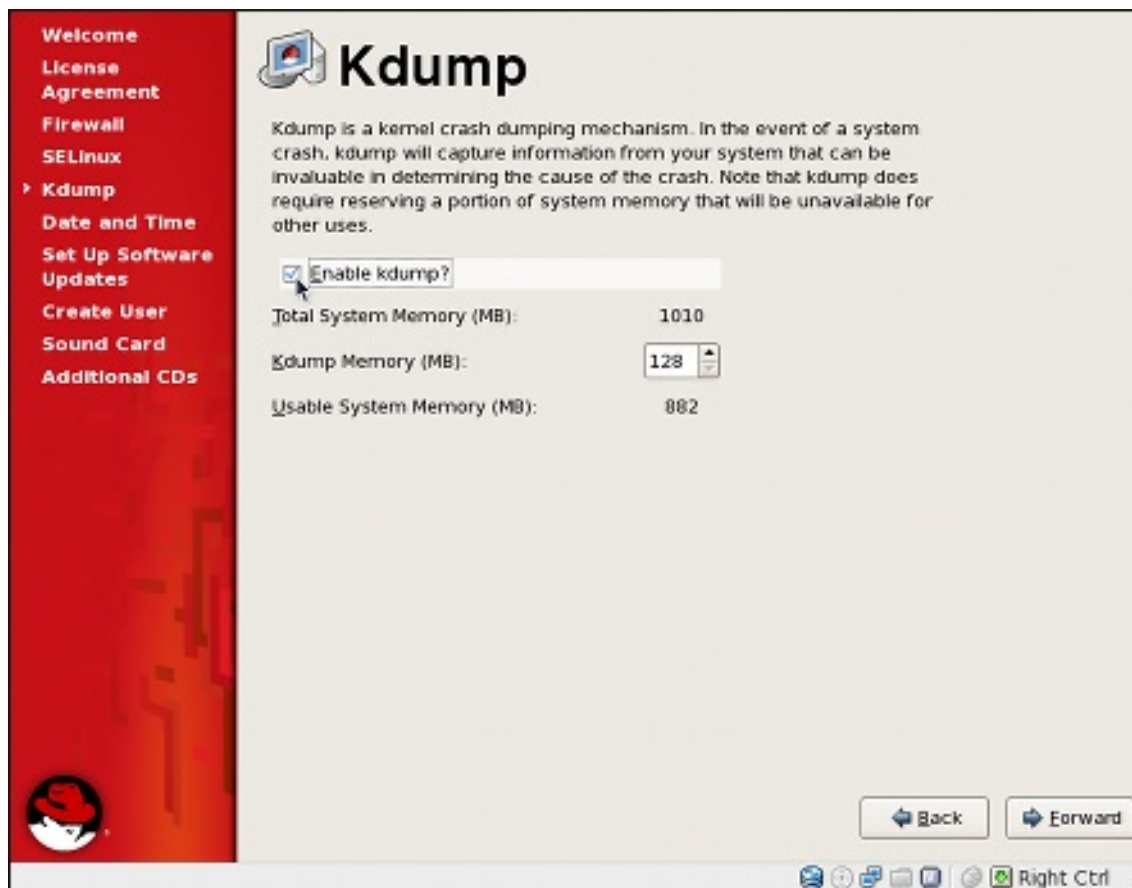 Welcome
License
Agreement
Firewall
SELinux
Kdump
Date and Time
Set Up Software
Updates
Create User
Sound Card
Additional CDs
Kdump
Kdump is a kernel crash dumping mechanism. In the event of a system
crash, kdump will capture information from your system that can be
invaluable in determining the cause of the crash. Note that kdump does
require reserving a portion of system memory that will be unavailable for
other uses.
Enable kdump?
Total System Memory (MB): 1010
Kdump Memory (MB): 128
Usable System Memory (MB): 882
Back
Forward
Right Ctrl